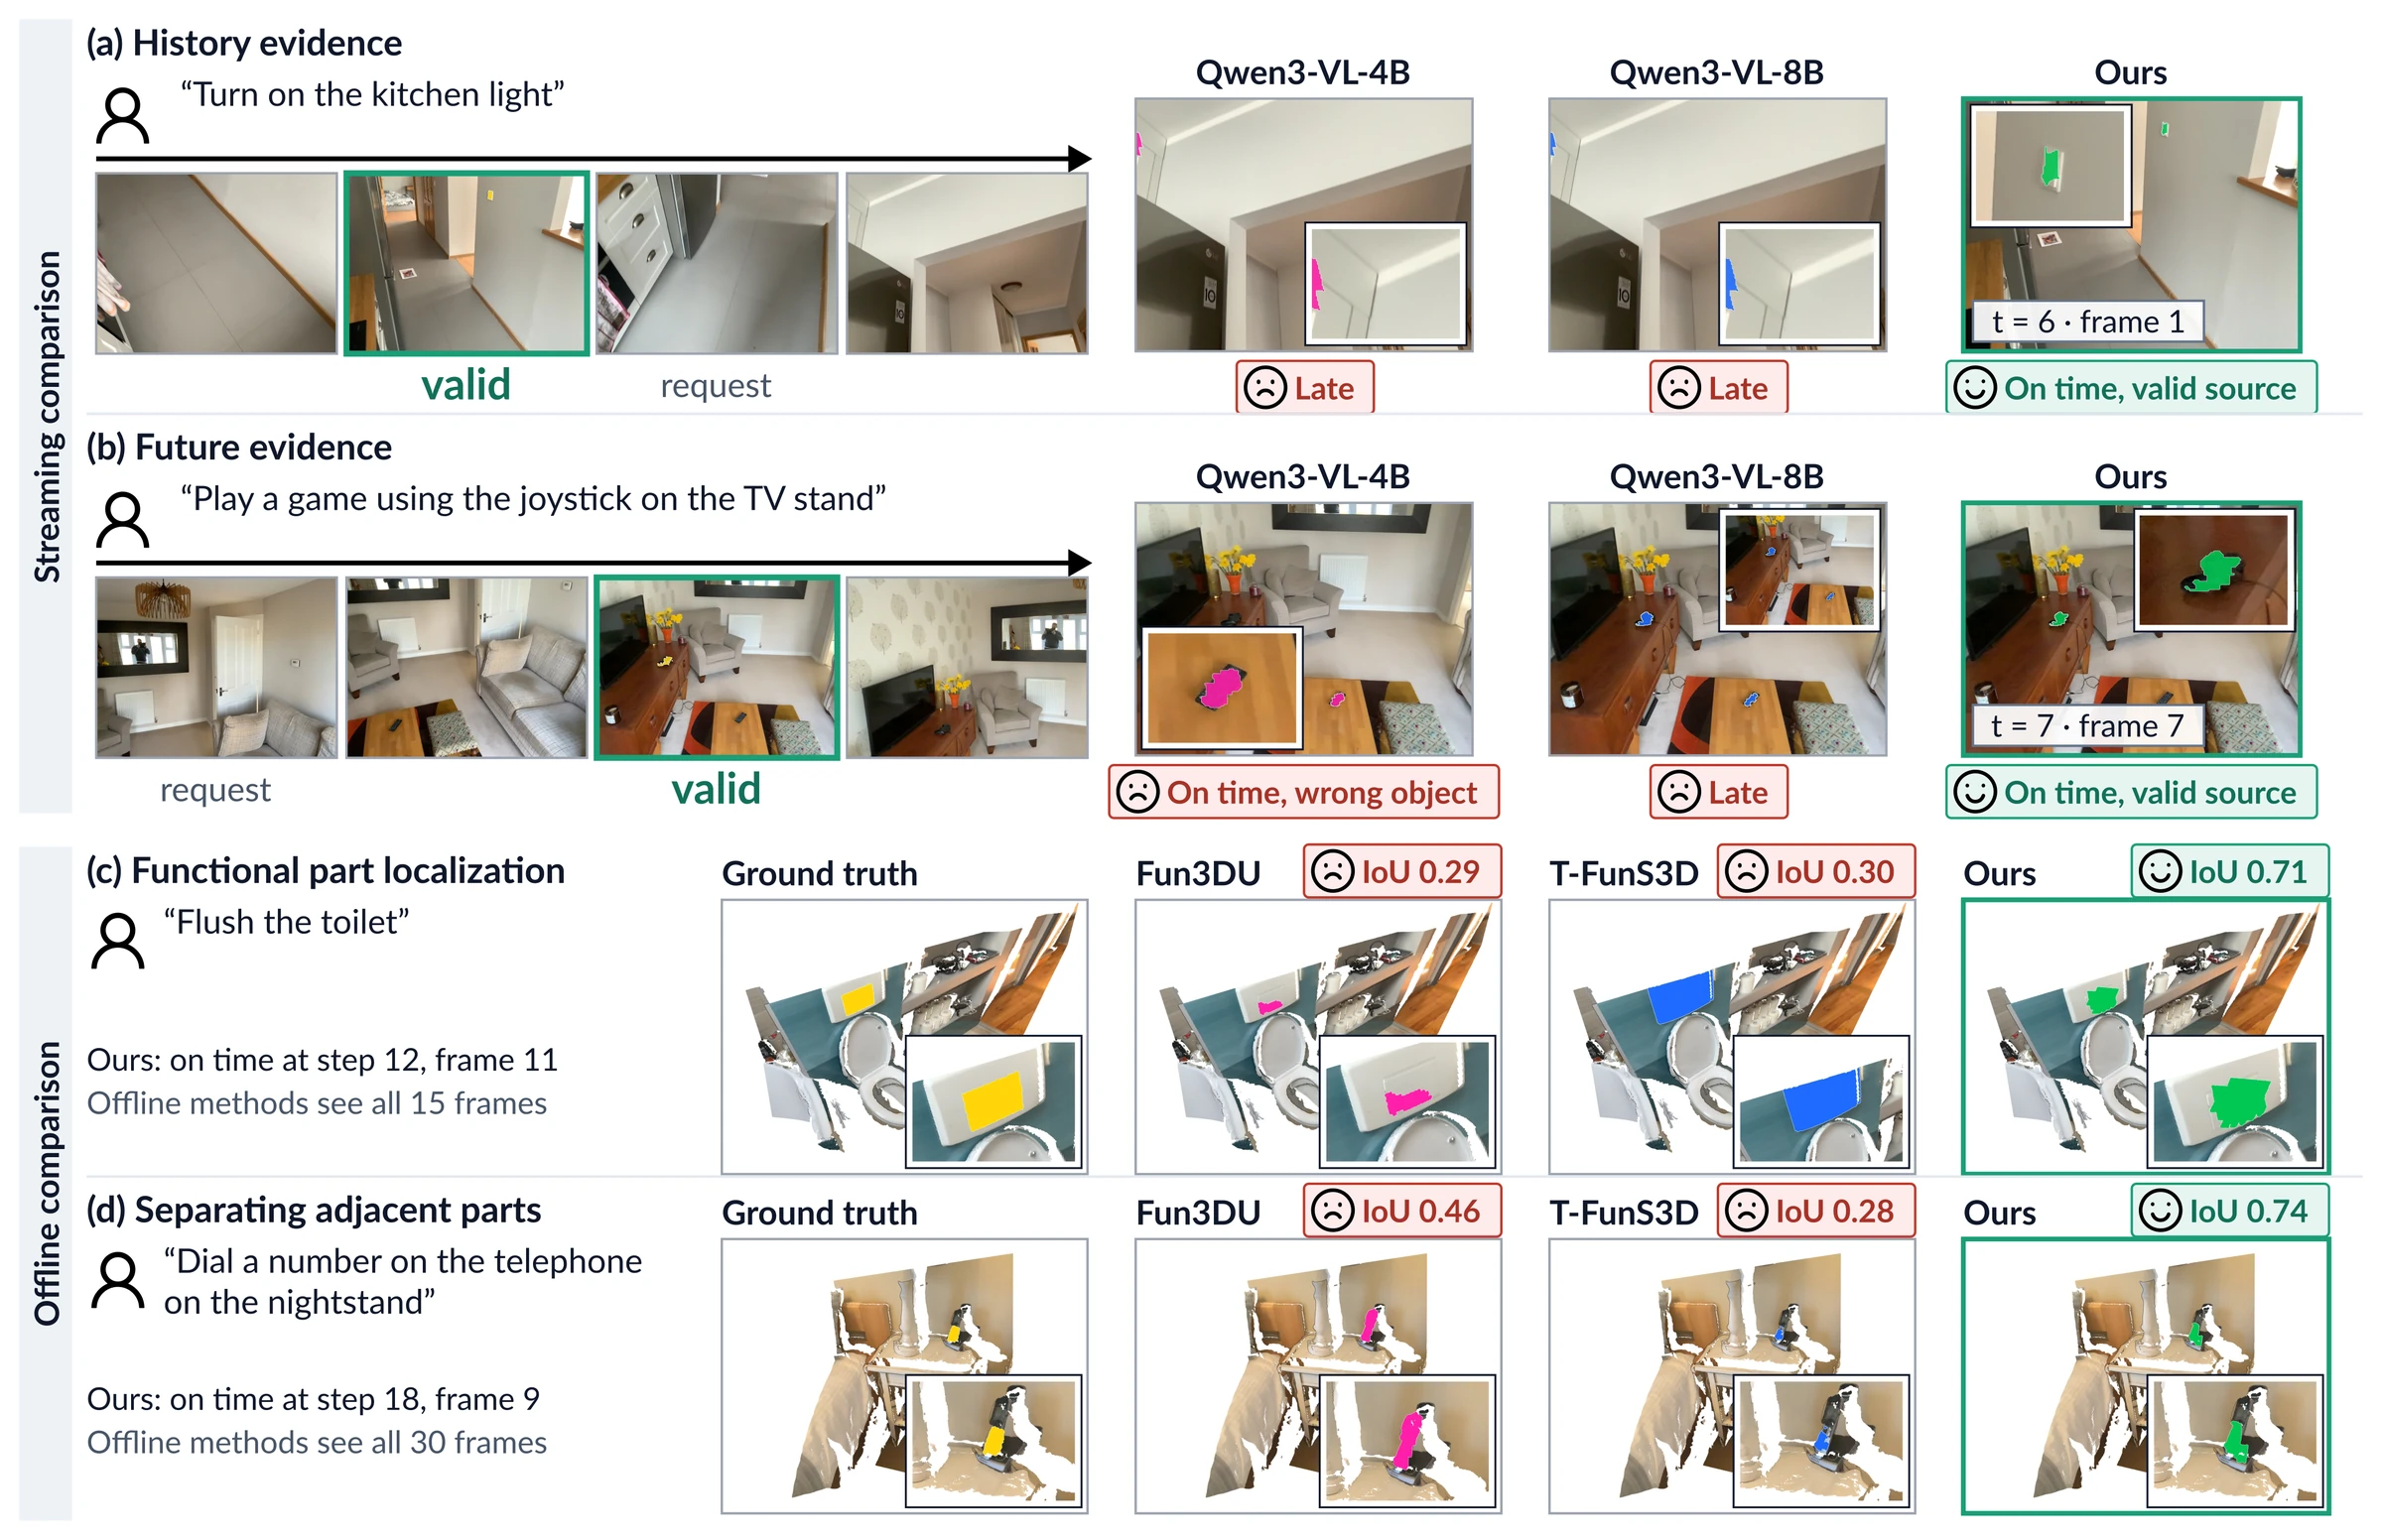 Streaming comparison
(a) History evidence
“Turn on the kitchen light”
valid
request
Qwen3-VL-4B
Late
Qwen3-VL-8B
Late
Ours
t = 6 · frame 1
On time, valid source
(b) Future evidence
“Play a game using the joystick on the TV stand”
request
valid
Qwen3-VL-4B
On time, wrong object
Qwen3-VL-8B
Late
Ours
t = 7 · frame 7
On time, valid source
Offline comparison
(c) Functional part localization
“Flush the toilet”
Ours: on time at step 12, frame 11
Offline methods see all 15 frames
Ground truth
Fun3DU
IoU 0.29
T-FunS3D
IoU 0.30
Ours
IoU 0.71
(d) Separating adjacent parts
“Dial a number on the telephone
on the nightstand”
Ours: on time at step 18, frame 9
Offline methods see all 30 frames
Ground truth
Fun3DU
IoU 0.46
T-FunS3D
IoU 0.28
Ours
IoU 0.74